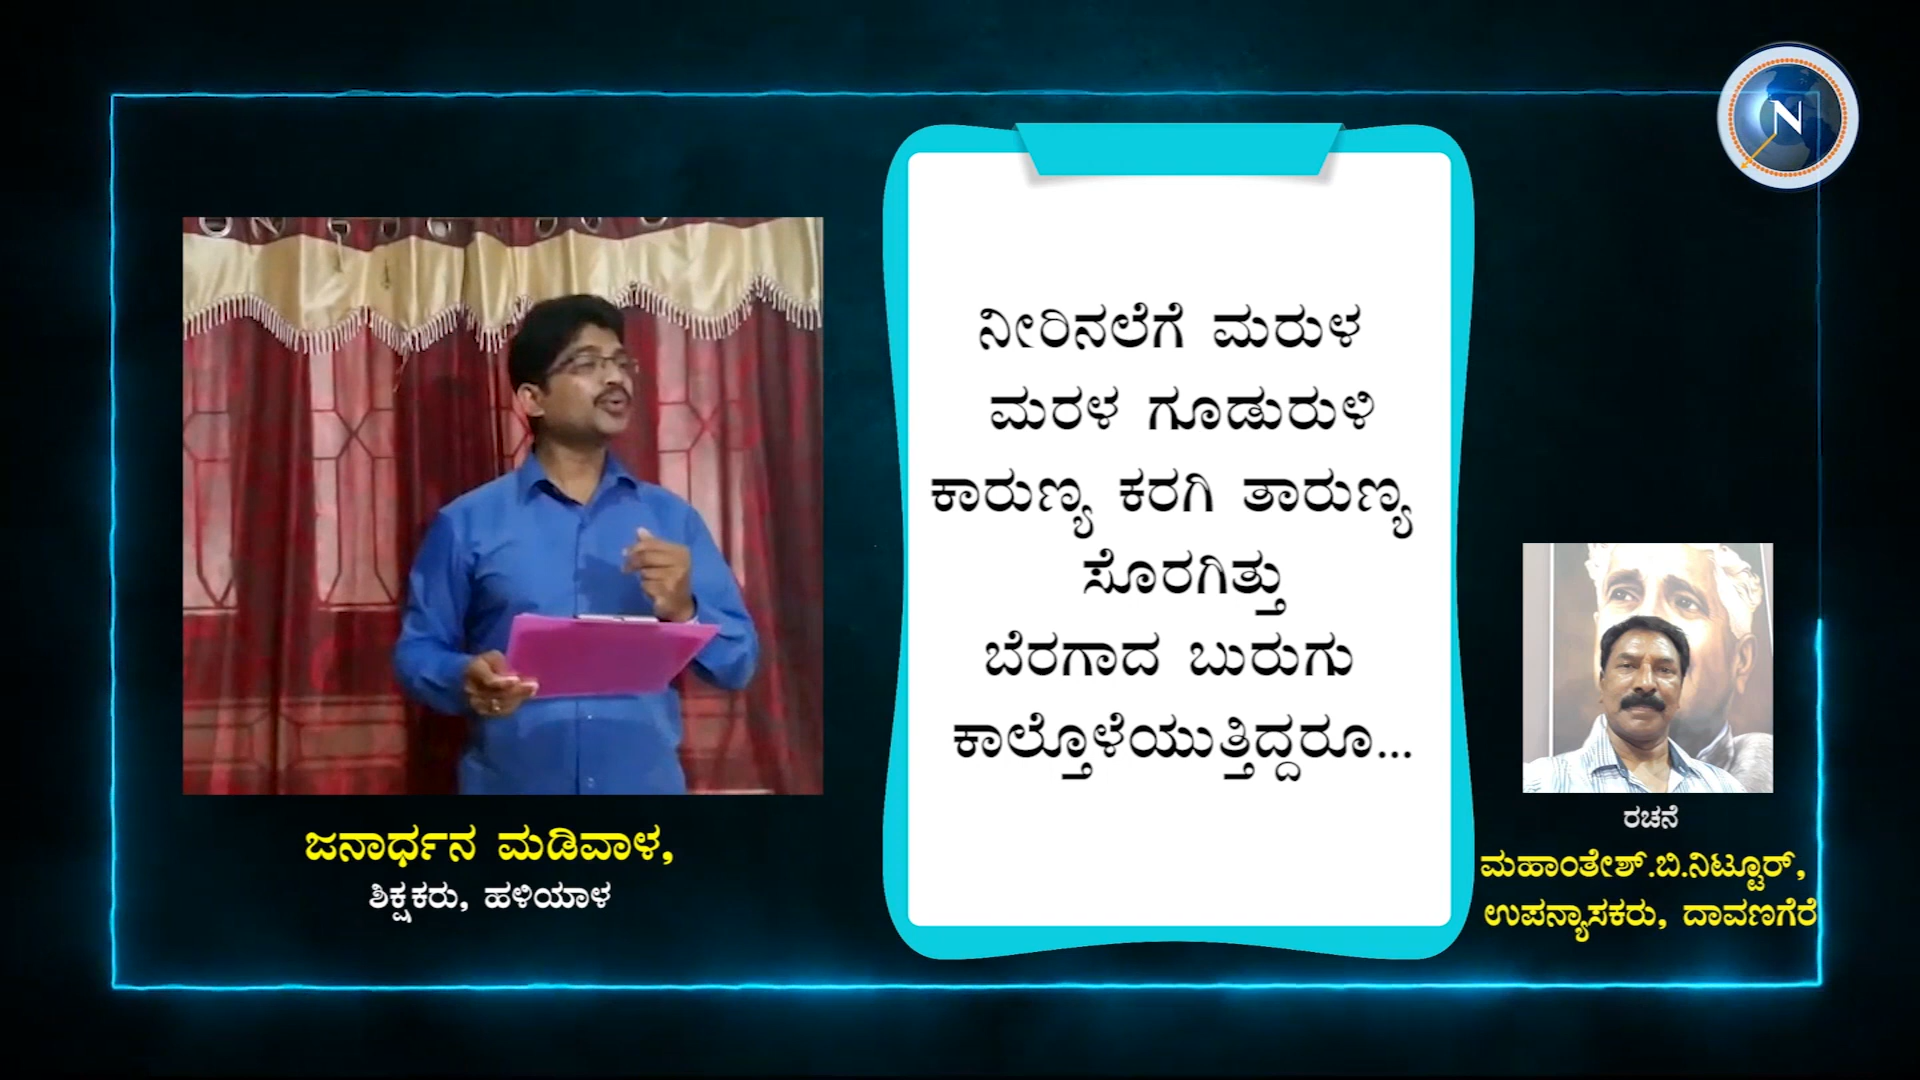 N
ನೀರಿನಲೆಗೆ ಮರುಳ
ಮರಳ ಗೂಡುರುಳಿ
ಕಾರುಣ್ಯ ಕರಗಿ ತಾರುಣ್ಯ
ಸೊರಗಿತ್ತು
ಬೆರಗಾದ ಬುರುಗು
ಕಾಲ್ತೊಳೆಯುತ್ತಿದ್ದರೂ...
ಜನಾರ್ಧನ ಮಡಿವಾಳ,
ಶಿಕ್ಷಕರು, ಹಳಿಯಾಳ
ರಚನೆ
ಮಹಾಂತೇಶ್.ಬಿ.ನಿಟ್ಟೂರ್,
ಉಪನ್ಯಾಸಕರು, ದಾವಣಗೆರೆ